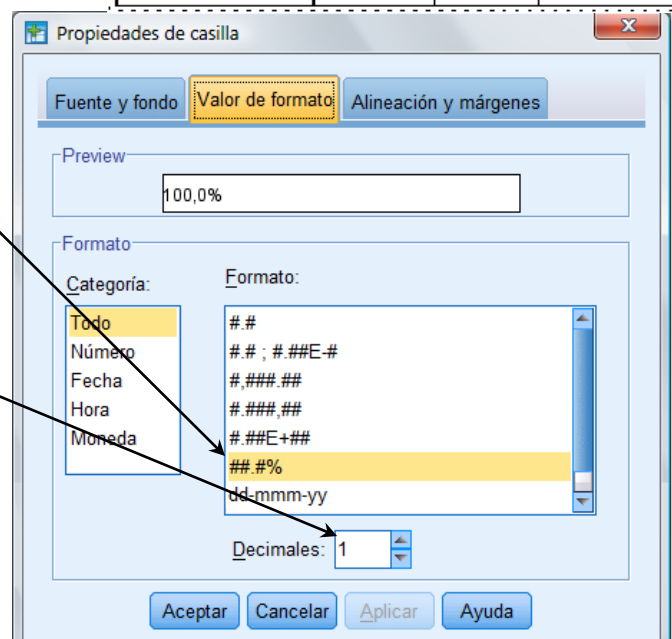 Propiedades de casilla
Fuente y fondo Valor de formato Alineación y márgenes
Preview
100,0%
Formato
Categoría: Formato:
Todo #.#
Número #.# ; #.##E-#
Fecha #,###.##
Hora #.###,##
Moneda #.##E+##
##.#%
dd-mmm-yy
Decimales: 1
Aceptar Cancelar Aplicar Ayuda